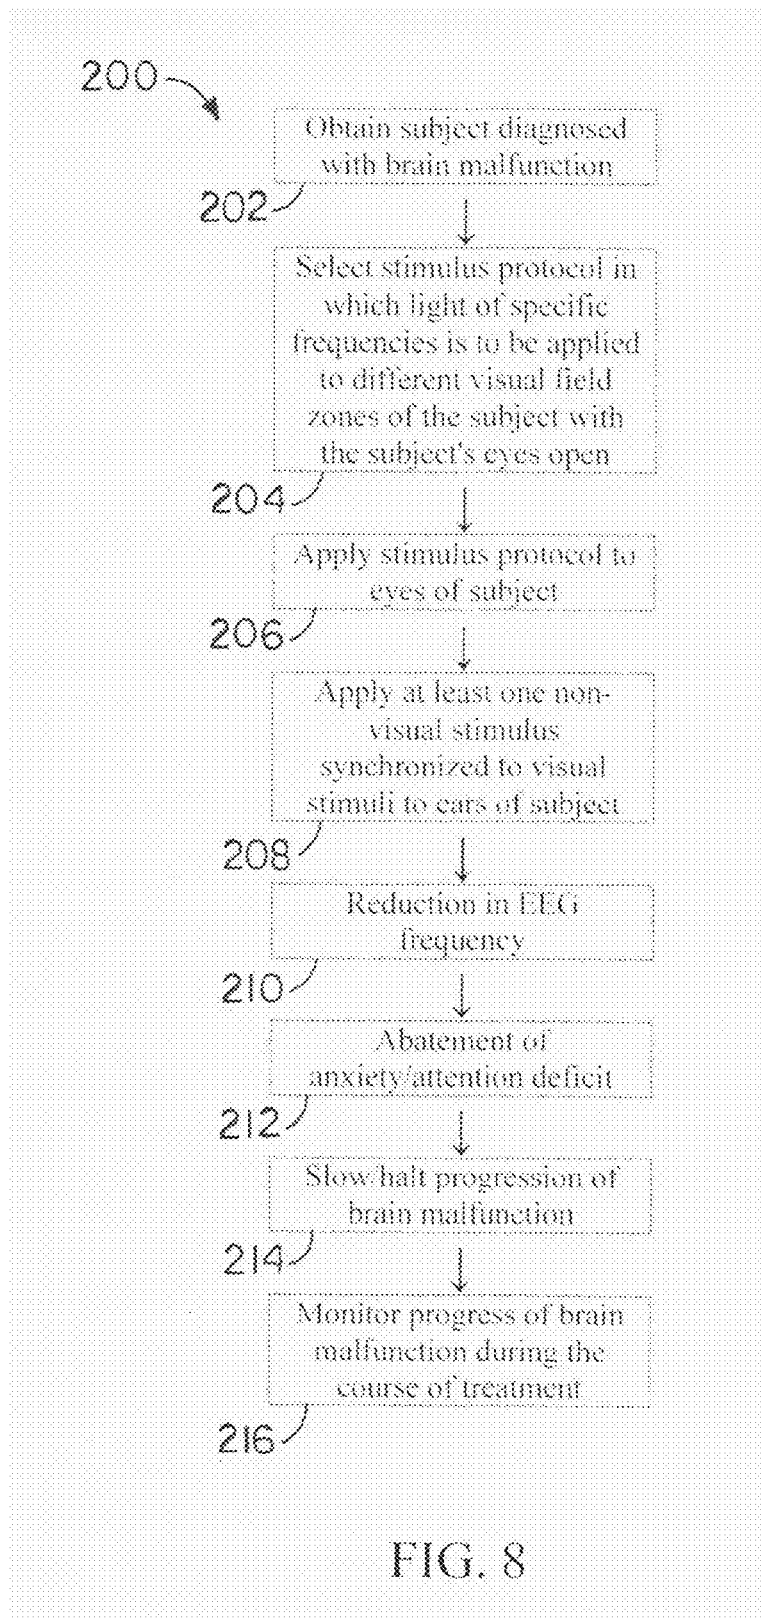 200
Obtain subject diagnosed
with brain malfunction
202
Select stimulus protocol in
which light of specific
frequencies is to be applied
to different visual field
zones of the subject with
the subject's eyes open
204
Apply stimulus protocol to
eyes of subject
206
Apply at least one non-
visual stimulus
synchronized to visual
stimuli to ears of subject
208
Reduction in EEG
frequency
210
Abatement of
anxiety/attention deficit
212
Slow/halt progression of
brain malfunction
214
Monitor progress of brain
malfunction during the
course of treatment
216
FIG. 8